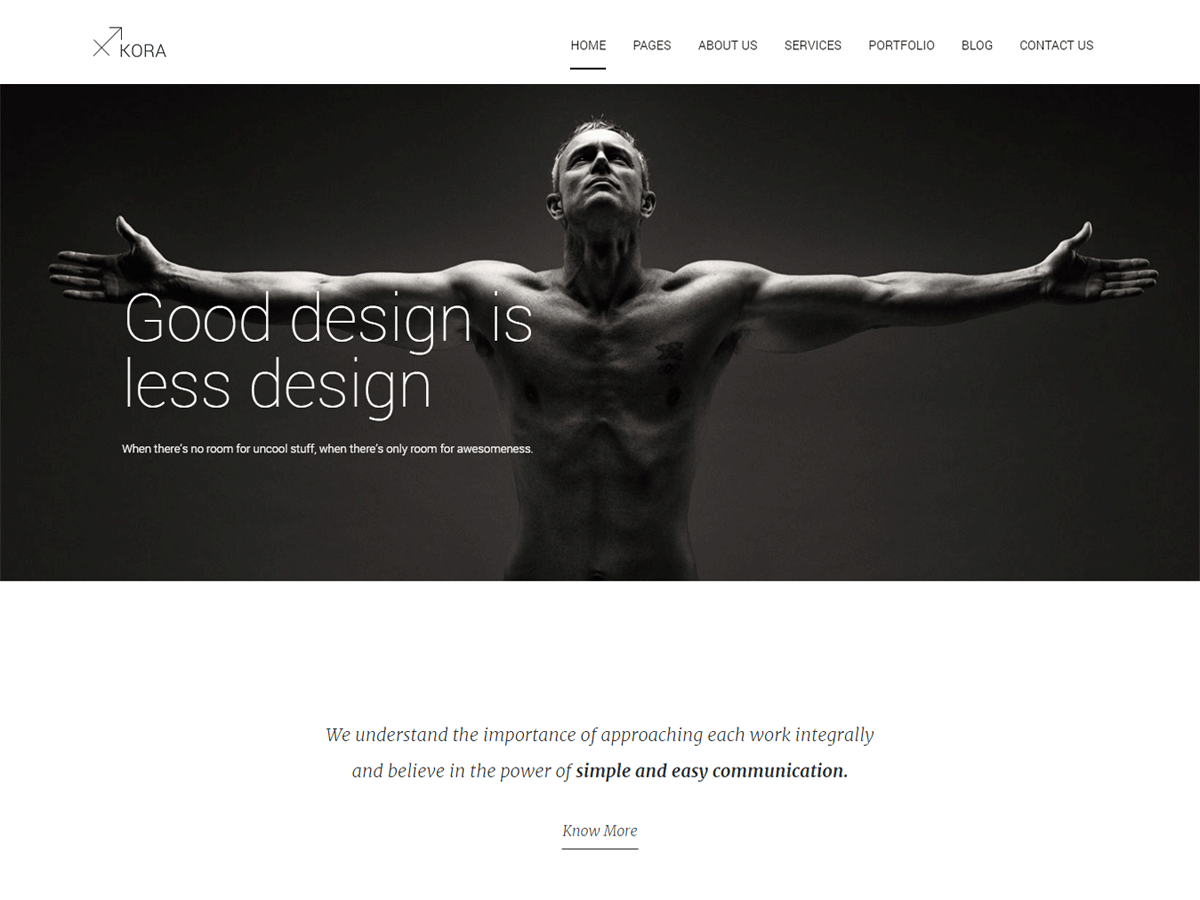 KORA
HOME PAGES ABOUT US SERVICES PORTFOLIO BLOG CONTACT US
Good design is
less design
When there's no room for uncool stuff, when there's only room for awesomeness.
We understand the importance of approaching each work integrally
and believe in the power of simple and easy communication.
Know More